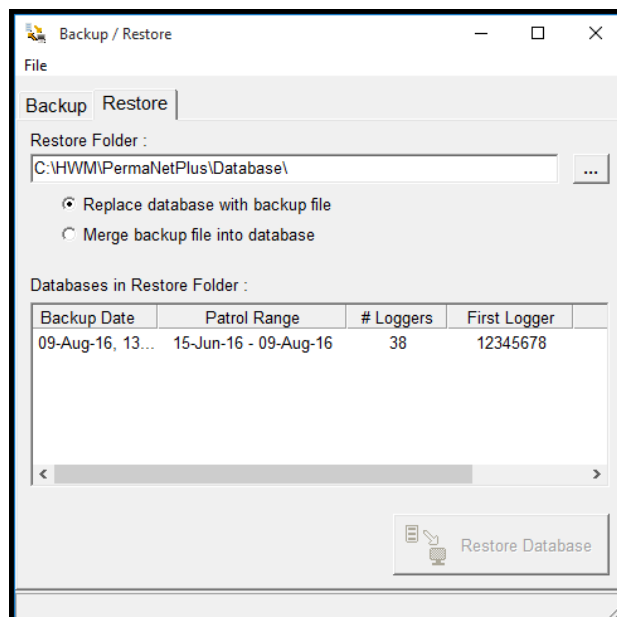 Backup / Restore
File
Backup Restore
Restore Folder :
C:\HWM\PermaNetPlus\Database\ ...
Replace database with backup file
Merge backup file into database
Databases in Restore Folder :
Backup Date Patrol Range # Loggers First Logger
09-Aug-16, 13... 15-Jun-16 - 09-Aug-16 38 12345678
Restore Database